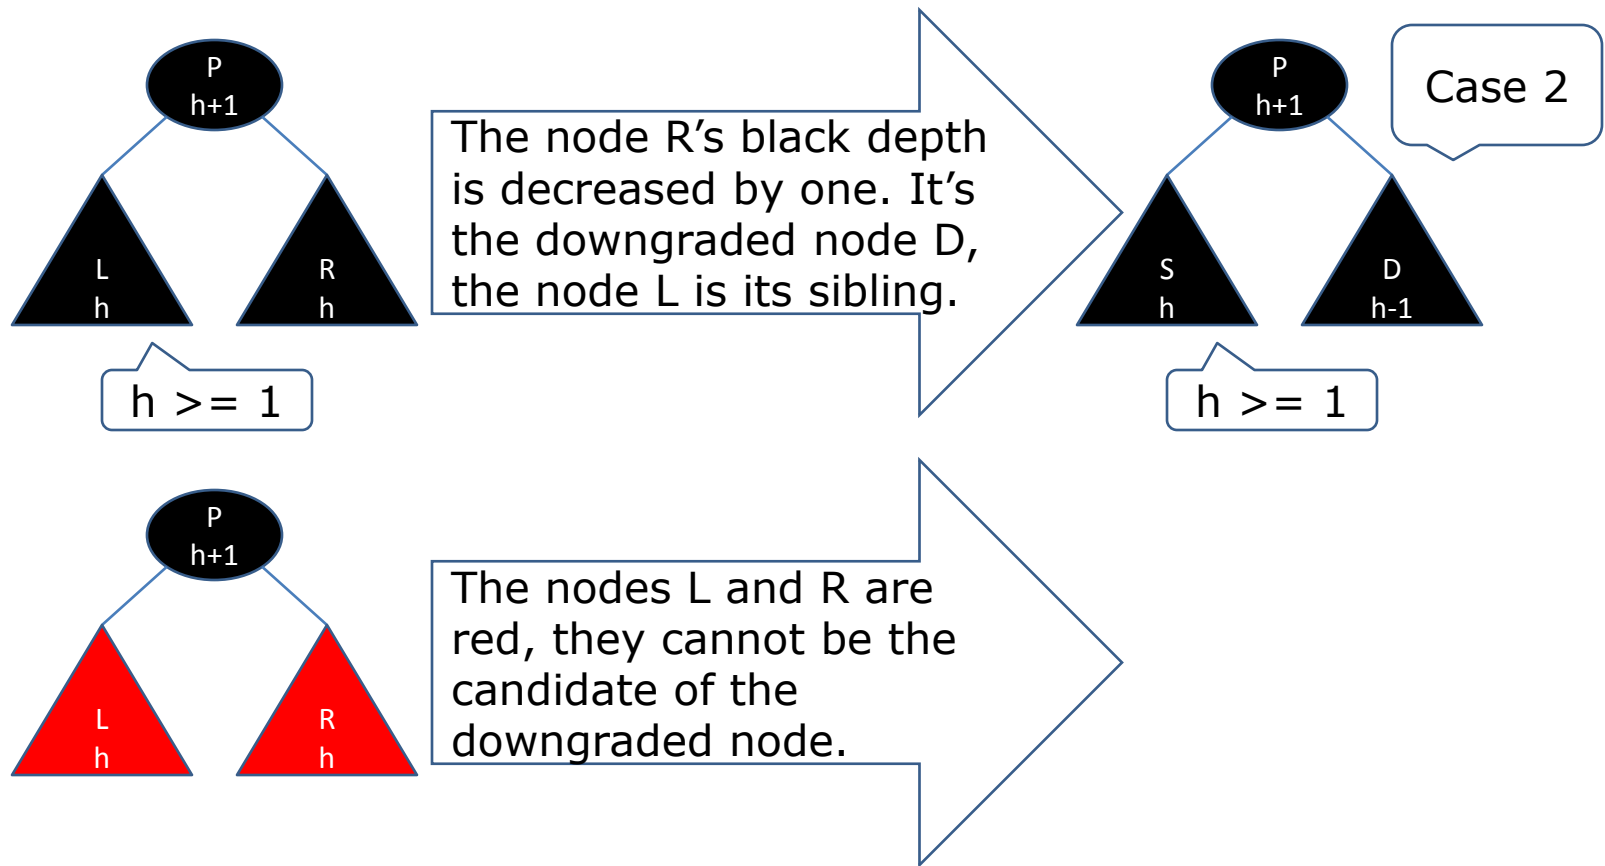 P
h+1
L
h
R
h
h >= 1
The node R’s black depth
is decreased by one. It’s
the downgraded node D,
the node L is its sibling.
P
h+1
S
h
D
h-1
h >= 1
Case 2
P
h+1
L
h
R
h
The nodes L and R are
red, they cannot be the
candidate of the
downgraded node.